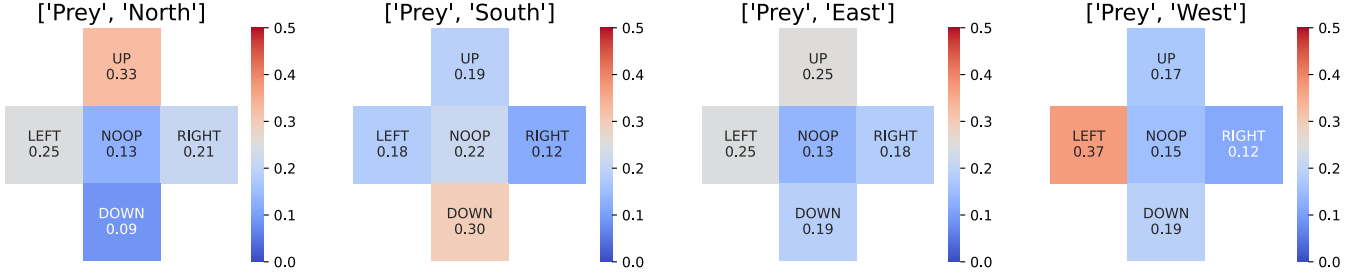 ['Prey', 'North']
UP
0.33
LEFT
0.25
NOOP
0.13
RIGHT
0.21
DOWN
0.09
0.5
0.4
0.3
0.2
0.1
0.0
['Prey', 'South']
UP
0.19
LEFT
0.18
NOOP
0.22
RIGHT
0.12
DOWN
0.30
0.5
0.4
0.3
0.2
0.1
0.0
['Prey', 'East']
UP
0.25
LEFT
0.25
NOOP
0.13
RIGHT
0.18
DOWN
0.19
0.5
0.4
0.3
0.2
0.1
0.0
['Prey', 'West']
UP
0.17
LEFT
0.37
NOOP
0.15
RIGHT
0.12
DOWN
0.19
0.5
0.4
0.3
0.2
0.1
0.0